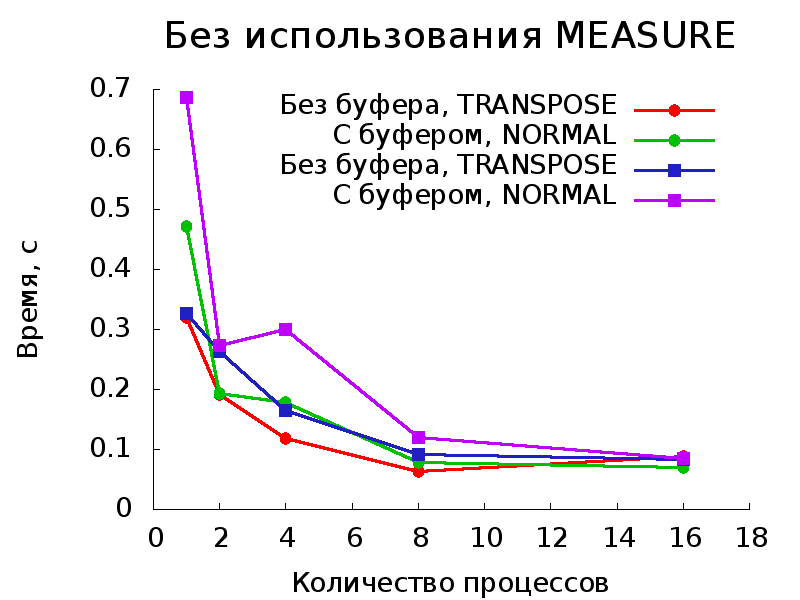 Без использования MEASURE
Без буфера, TRANSPOSE
С буфером, NORMAL
Без буфера, TRANSPOSE
С буфером, NORMAL
0.7
0.6
0.5
0.4
0.3
0.2
0.1
0
Время, с
0 2 4 6 8 10 12 14 16 18
Количество процессов